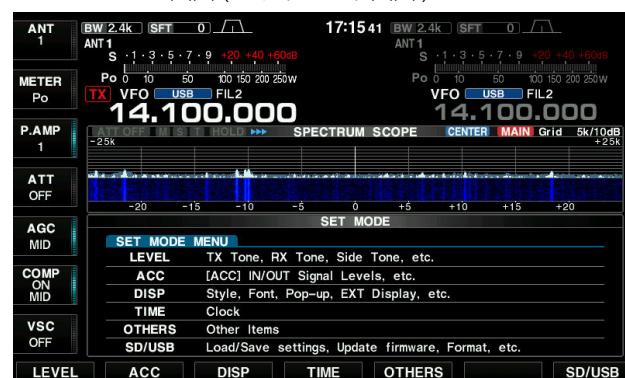 ANT
1
BW 2.4k SFT 0
17:15 41
BW 2.4k SFT 0
ANT1
ANT1
S ·1·3·5·7·9 +20 +40 +60dB
S ·1·3·5·7·9 +20 +40 +60dB
METER
Po
Po 0 10 50 100 150 200 250W
Po 0 10 50 100 150 200 250W
TX VFO USB FIL2
VFO USB FIL2
14.100.000
14.100.000
P.AMP
1
ATT OFF M S T HOLD ▸▸▸ SPECTRUM SCOPE CENTER MAIN Grid 5k/10dB
-25k
+25k
ATT
OFF
-20 -15 -10 -5 0 +5 +10 +15 +20
SET MODE
AGC
MID
SET MODE MENU
LEVEL TX Tone, RX Tone, Side Tone, etc.
COMP
ON
MID
ACC [ACC] IN/OUT Signal Levels, etc.
DISP Style, Font, Pop-up, EXT Display, etc.
TIME Clock
VSC
OFF
OTHERS Other Items
SD/USB Load/Save settings, Update firmware, Format, etc.
LEVEL ACC DISP TIME OTHERS SD/USB